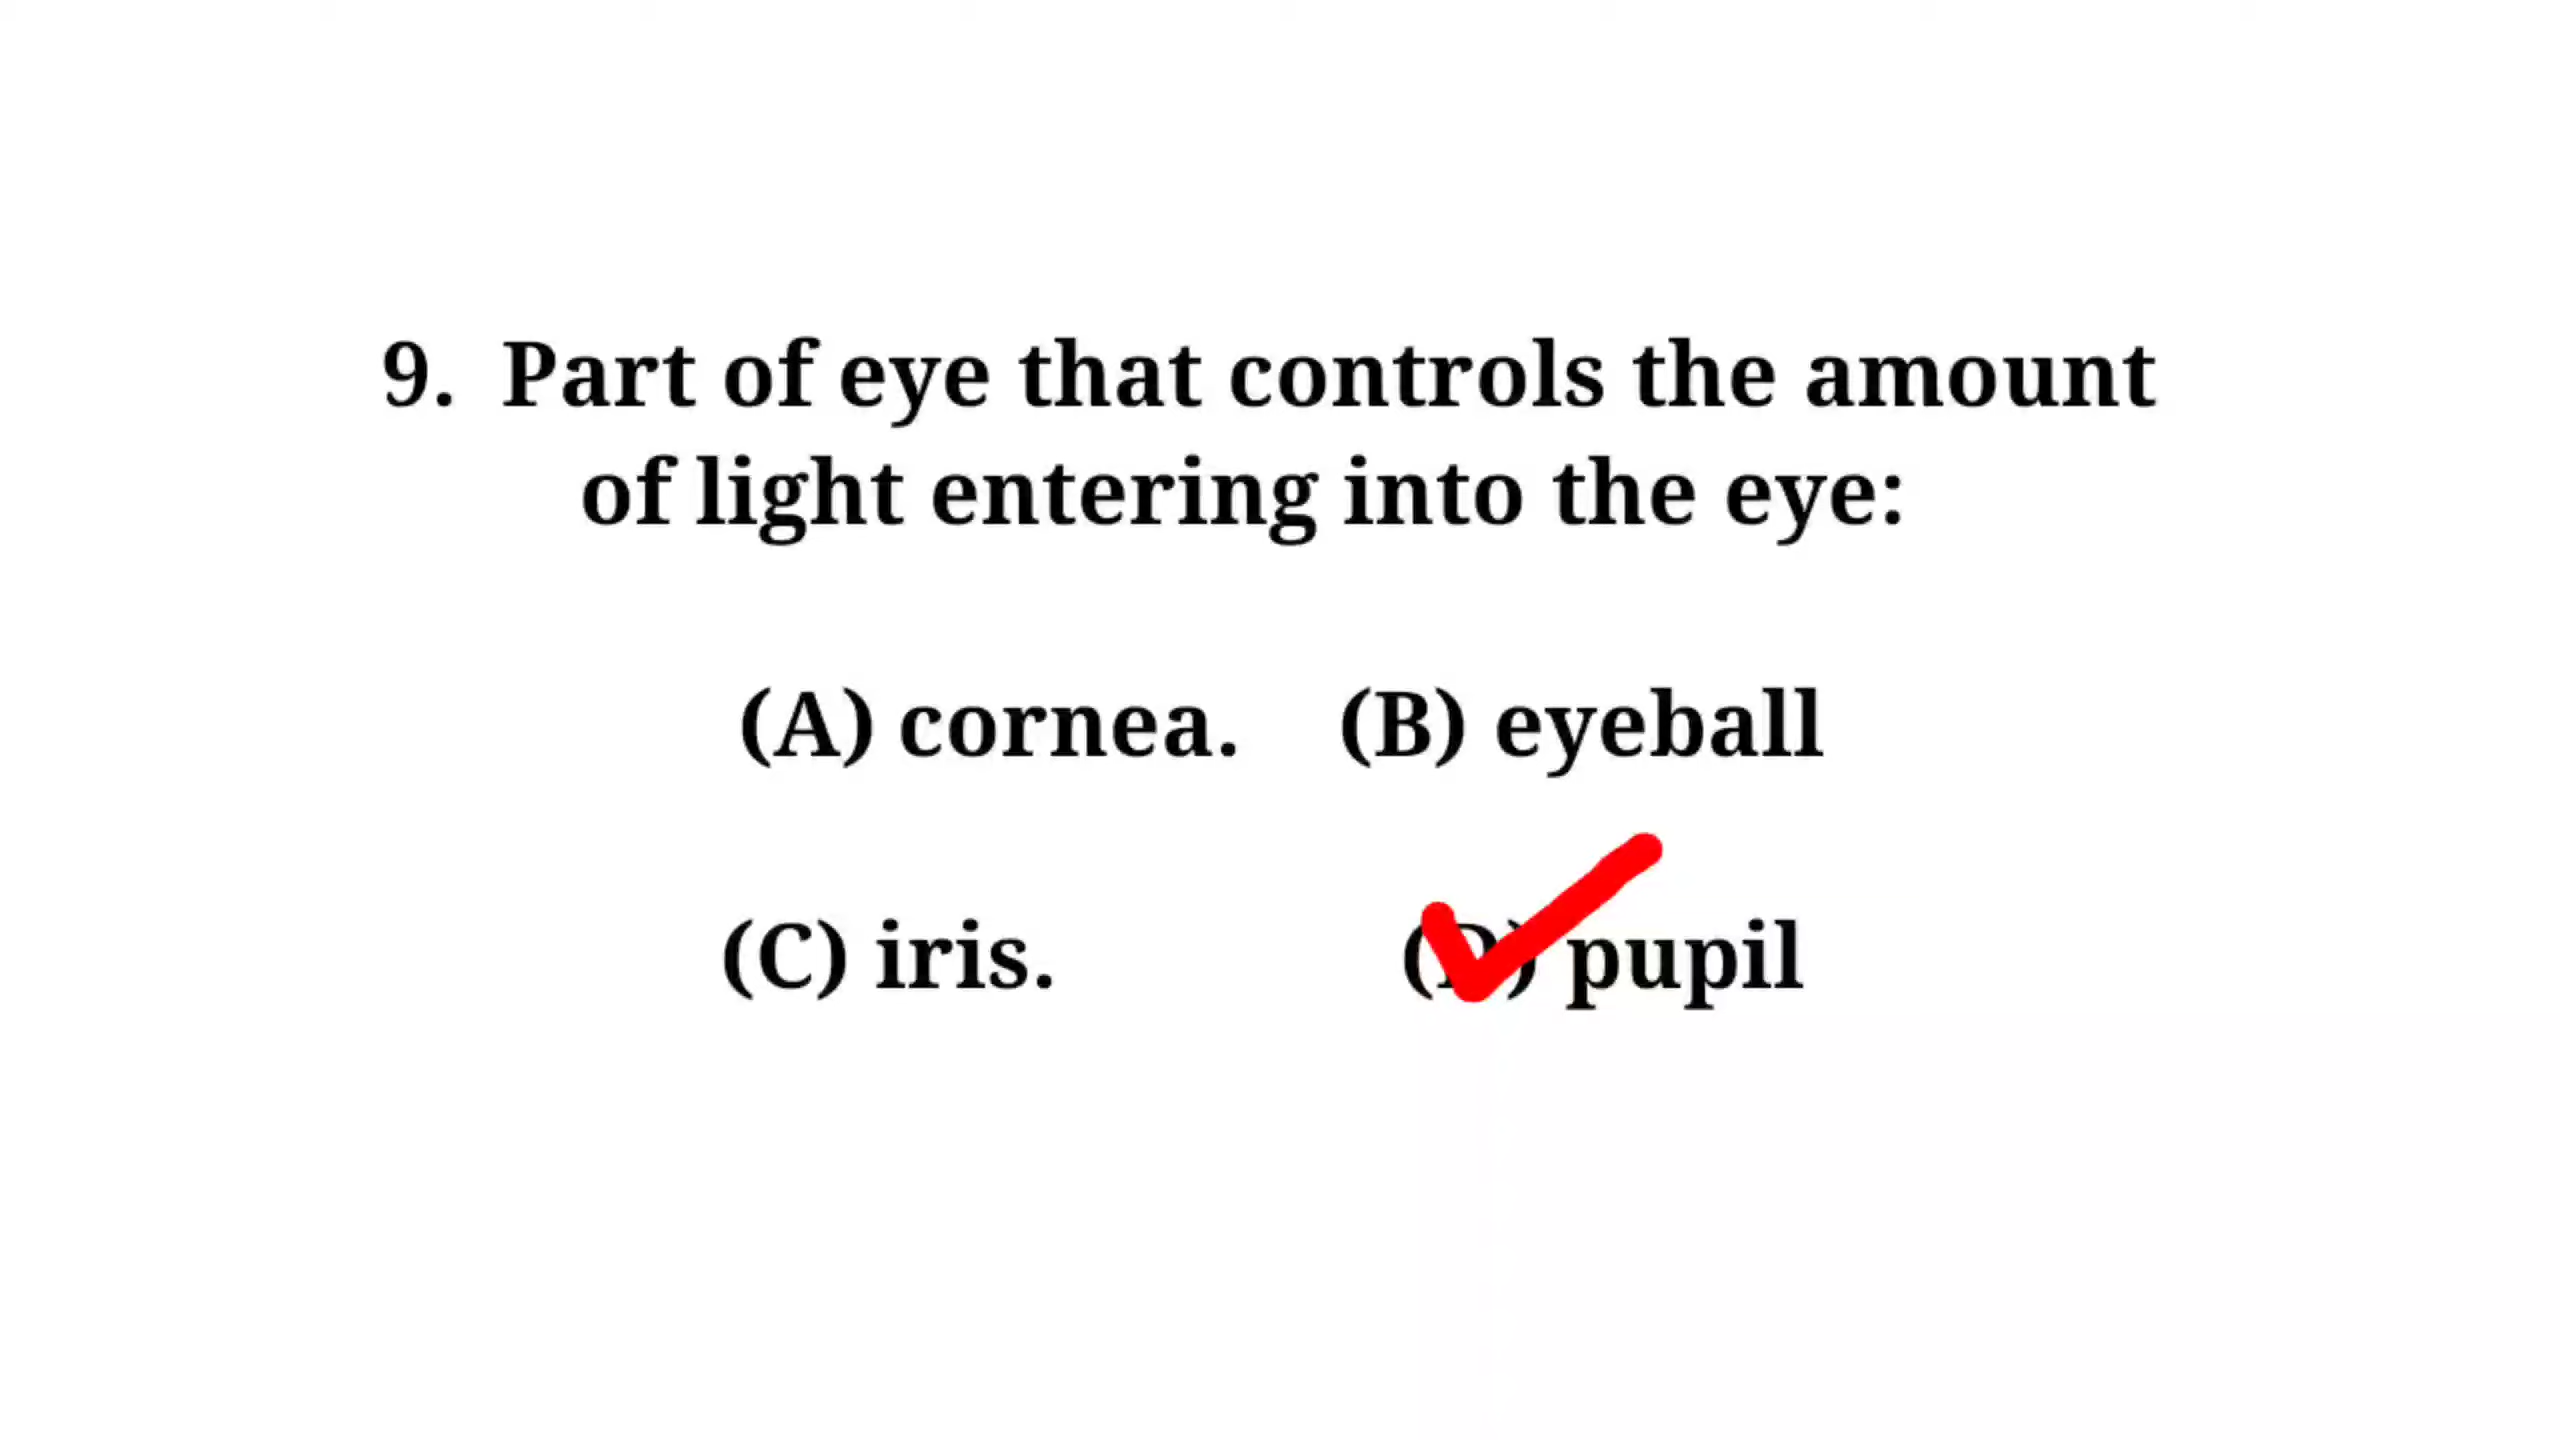 9. Part of eye that controls the amount
of light entering into the eye:
(A) cornea. (B) eyeball
(C) iris. (D) pupil